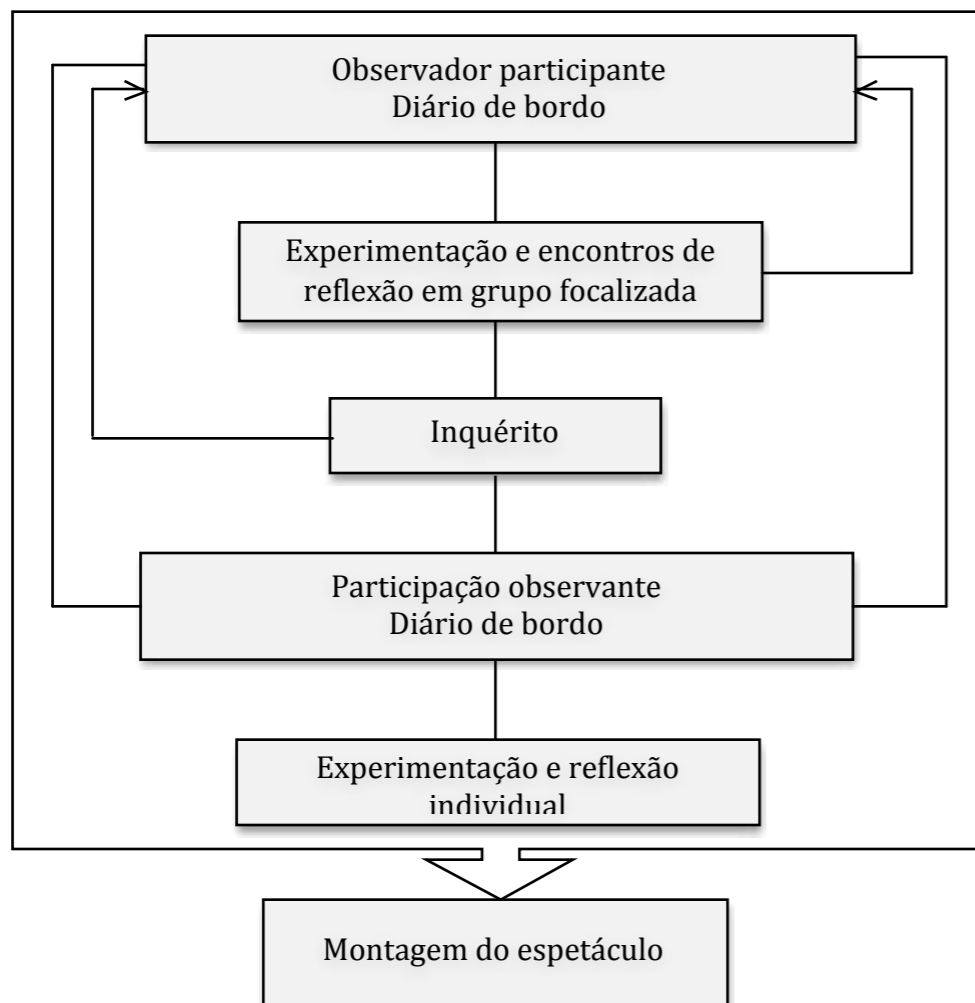 Observador participante
Diário de bordo
Experimentação e encontros de
reflexão em grupo focalizada
Inquérito
Participação observante
Diário de bordo
Experimentação e reflexão
individual
Montagem do espetáculo